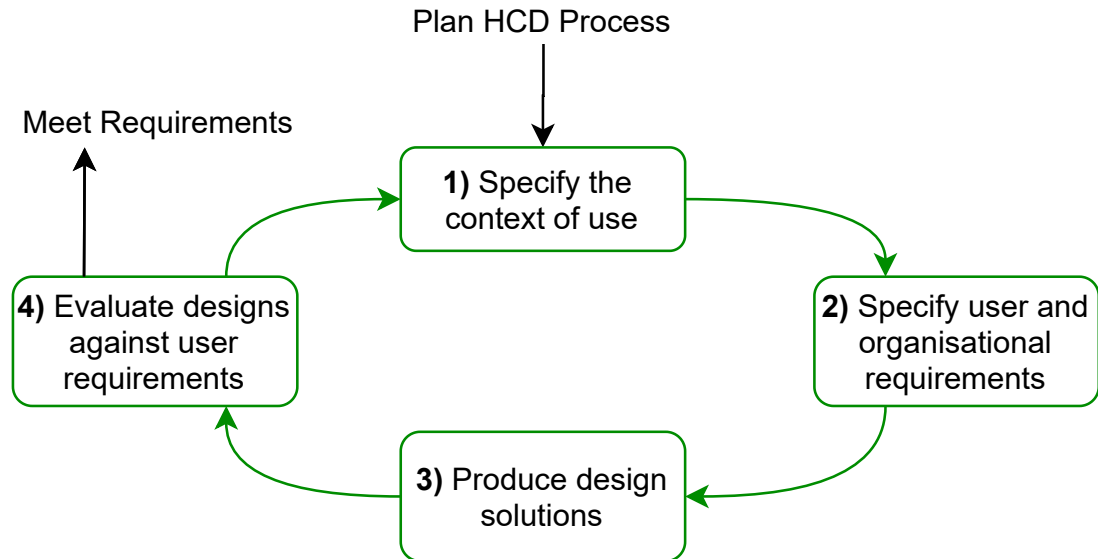 Plan HCD Process
Meet Requirements
1) Specify the
context of use
2) Specify user and
organisational
requirements
3) Produce design
solutions
4) Evaluate designs
against user
requirements